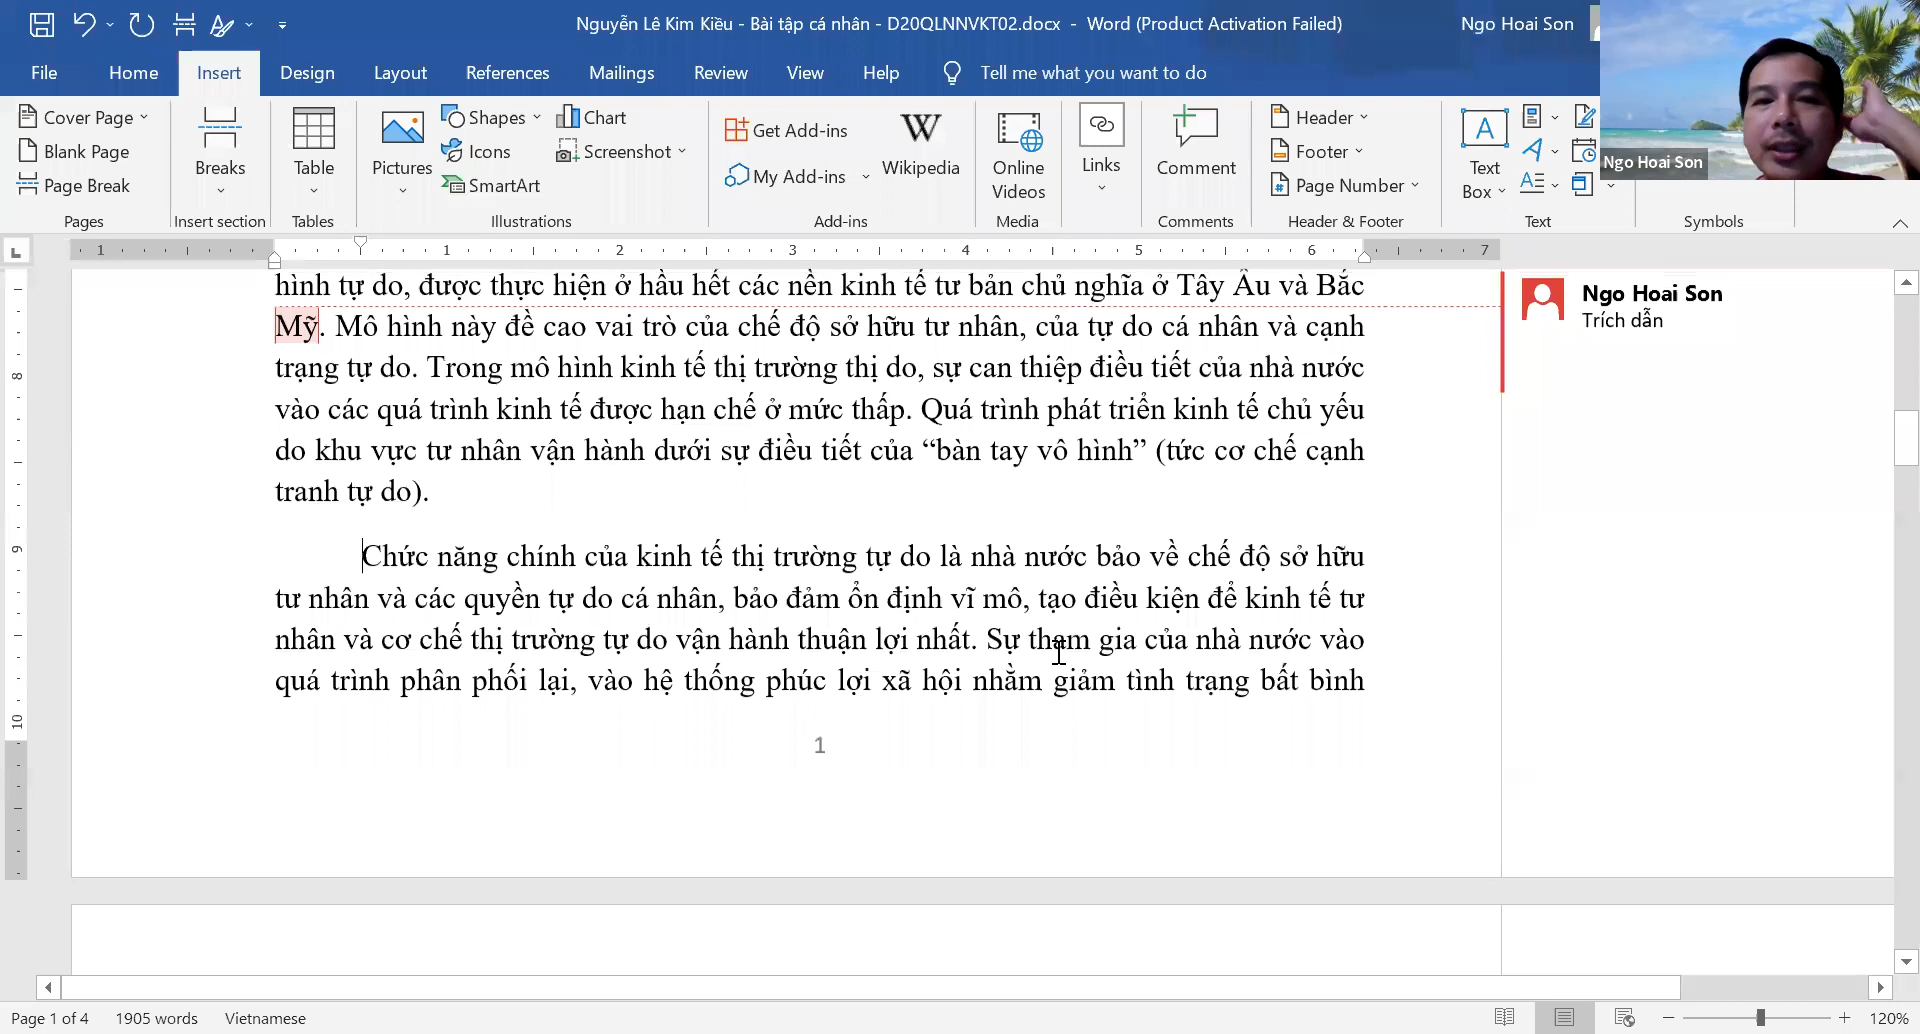 Nguyễn Lê Kim Kiều - Bài tập cá nhân - D20QLNNVKT02.docx - Word (Product Activation Failed)
Ngo Hoai Son
File Home Insert Design Layout References Mailings Review View Help Tell me what you want to do
Cover Page
Blank Page
Page Break
Pages
Breaks
Insert section
Table
Tables
Pictures
Shapes
Icons
SmartArt
Chart
Screenshot
Illustrations
Get Add-ins
My Add-ins
Wikipedia
Add-ins
Online
Videos
Media
Links
Comment
Comments
Header
Footer
Page Number
Header & Footer
Text
Box
Text
Symbols
Ngo Hoai Son
1 1 2 3 4 5 6 7
8
9
10
hình tự do, được thực hiện ở hầu hết các nền kinh tế tư bản chủ nghĩa ở Tây Âu và Bắc
Mỹ. Mô hình này đề cao vai trò của chế độ sở hữu tư nhân, của tự do cá nhân và cạnh
trạng tự do. Trong mô hình kinh tế thị trường thị do, sự can thiệp điều tiết của nhà nước
vào các quá trình kinh tế được hạn chế ở mức thấp. Quá trình phát triển kinh tế chủ yếu
do khu vực tư nhân vận hành dưới sự điều tiết của “bàn tay vô hình” (tức cơ chế cạnh
tranh tự do).
Chức năng chính của kinh tế thị trường tự do là nhà nước bảo về chế độ sở hữu
tư nhân và các quyền tự do cá nhân, bảo đảm ổn định vĩ mô, tạo điều kiện để kinh tế tư
nhân và cơ chế thị trường tự do vận hành thuận lợi nhất. Sự tham gia của nhà nước vào
quá trình phân phối lại, vào hệ thống phúc lợi xã hội nhằm giảm tình trạng bất bình
1
Ngo Hoai Son
Trích dẫn
Page 1 of 4 1905 words Vietnamese
120%